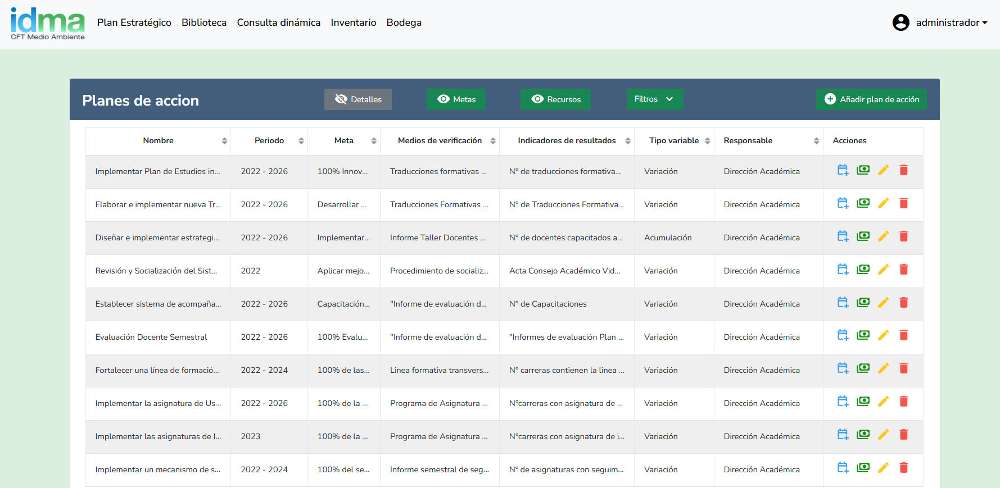 idma
CFT Medio Ambiente
Plan Estratégico Biblioteca Consulta dinámica Inventario Bodega administrador
Planes de accion Detalles Metas Recursos Filtros Añadir plan de acción
Nombre Periodo Meta Medios de verificación Indicadores de resultados Tipo variable Responsable Acciones
Implementar Plan de Estudios in... 2022 - 2026 100% Innov... Traducciones formativas ... N° de traducciones formativa... Variación Dirección Académica
Elaborar e implementar nueva Tr... 2022 - 2026 Desarrollar ... Traducciones Formativas ... N° de Traducciones Formativa... Variación Dirección Académica
Diseñar e implementar estrategi... 2022 - 2026 Implementar... Informe Taller Docentes ... N° de docentes capacitados a... Acumulación Dirección Académica
Revisión y Socialización del Sist... 2022 Aplicar mejo... Procedimiento de socializ... Acta Consejo Académico Vid... Variación Dirección Académica
Establecer sistema de acompaña... 2022 - 2026 Capacitación... "Informe de evaluación d... N° de Capacitaciones Variación Dirección Académica
Evaluación Docente Semestral 2022 - 2026 100% Evalu... "Informe de evaluación d... "Informes de evaluación Plan ... Variación Dirección Académica
Fortalecer una línea de formació... 2022 - 2024 100% de las... Linea formativa transvers... N° carreras contienen la linea ... Variación Dirección Académica
Implementar la asignatura de Us... 2022 - 2026 100% de la ... Programa de Asignatura ... N°carreras con asignatura de ... Variación Dirección Académica
Implementar las asignaturas de I... 2023 100% de la ... Programa de Asignatura ... N°carreras con asignatura de i... Variación Dirección Académica
Implementar un mecanismo de s... 2022 - 2024 100% del se... Informe semestral de seg... N° de asignaturas con seguim... Variación Dirección Académica